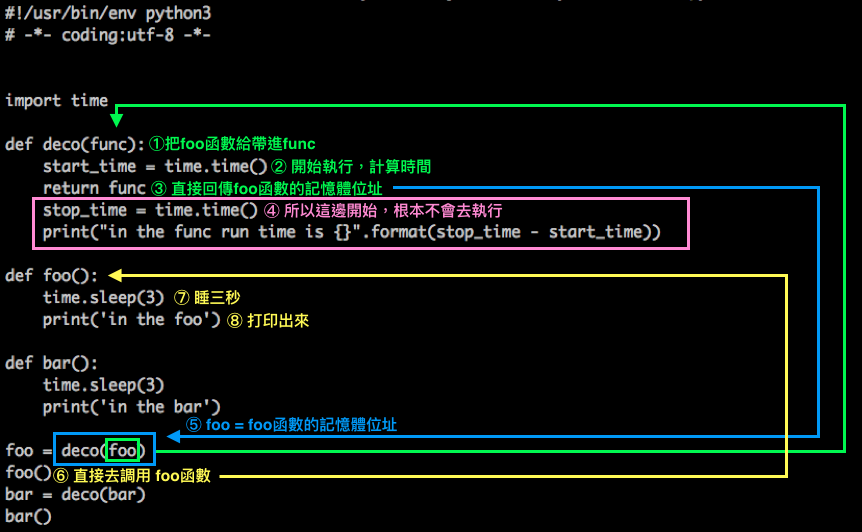 #!/usr/bin/env python3
# -*- coding:utf-8 -*-
import time
def deco(func): ①把foo函數給帶進func
    start_time = time.time() ② 開始執行，計算時間
    return func ③ 直接回傳foo函數的記憶體位址
    stop_time = time.time() ④ 所以這邊開始，根本不會去執行
    print("in the func run time is {}".format(stop_time - start_time))
def foo():
    time.sleep(3) ⑦ 睡三秒
    print('in the foo') ⑧ 打印出來
def bar():
    time.sleep(3)
    print('in the bar')
⑤ foo = foo函數的記憶體位址
foo = deco(foo)
foo() ⑥ 直接去調用 foo函數
bar = deco(bar)
bar()